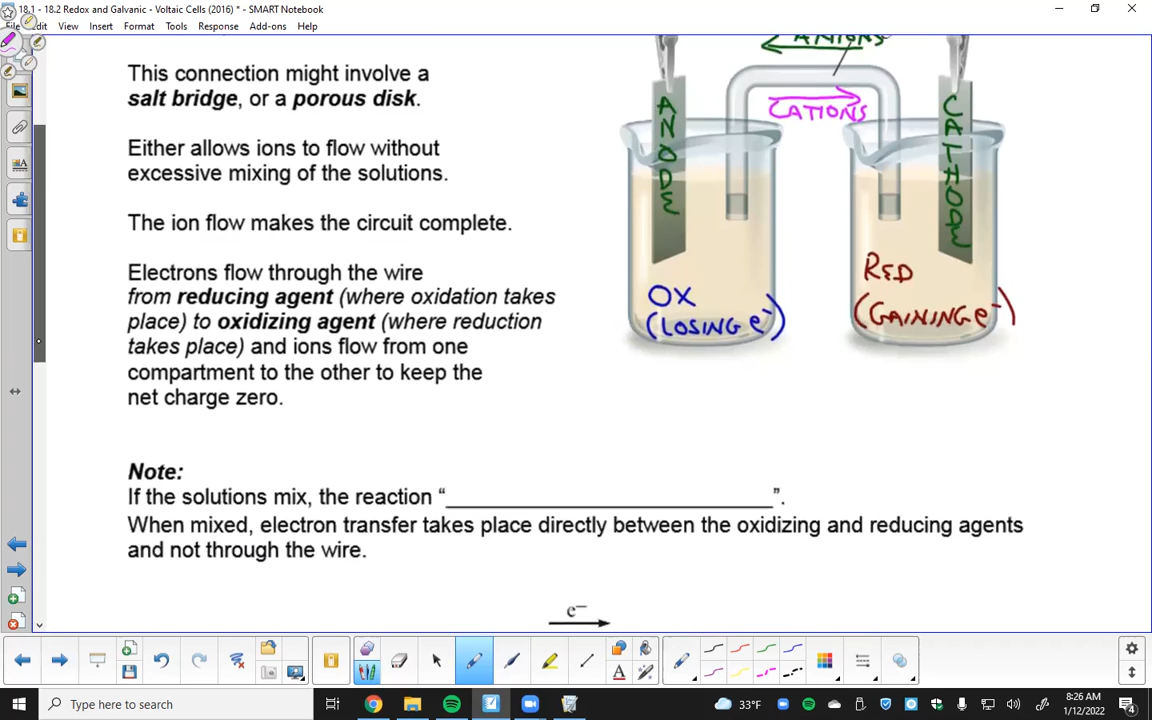 18.1 - 18.2 Redox and Galvanic - Voltaic Cells (2016) * - SMART Notebook
View Insert Format Tools Response Add-ons Help
ANIONS
This connection might involve a
salt bridge, or a porous disk.
CATIONS
ANODE
CATHODE
Either allows ions to flow without
excessive mixing of the solutions.
The ion flow makes the circuit complete.
Electrons flow through the wire
from reducing agent (where oxidation takes
place) to oxidizing agent (where reduction
takes place) and ions flow from one
compartment to the other to keep the
net charge zero.
OX
(LOSING e⁻)
RED
(GAINING e⁻)
Note:
If the solutions mix, the reaction “______________________________”.
When mixed, electron transfer takes place directly between the oxidizing and reducing agents
and not through the wire.
e⁻
Type here to search
33°F
8:26 AM
1/12/2022
4